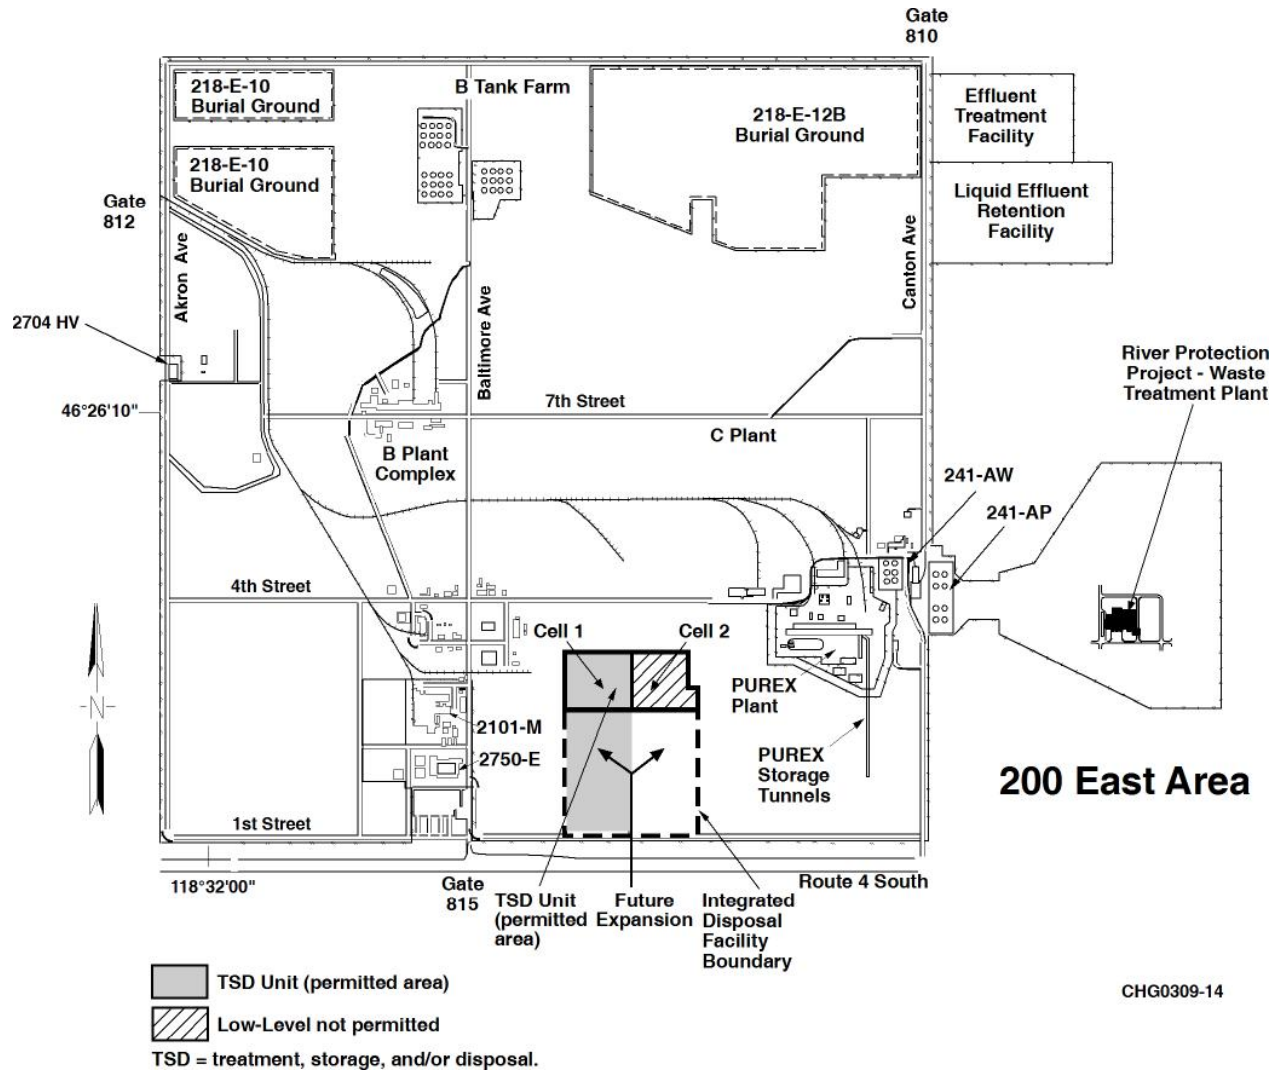 Gate
810
218-E-10
Burial Ground
B Tank Farm
218-E-12B
Burial Ground
Effluent
Treatment
Facility
218-E-10
Burial Ground
Liquid Effluent
Retention
Facility
Gate
812
Akron Ave
Baltimore Ave
Canton Ave
2704 HV
River Protection
Project - Waste
Treatment Plant
46°26'10"
7th Street
C Plant
B Plant
Complex
241-AW
241-AP
4th Street
Cell 1
Cell 2
N
PUREX
Plant
2101-M
2750-E
PUREX
Storage
Tunnels
200 East Area
1st Street
118°32'00"
Gate
815
Route 4 South
TSD Unit
(permitted
area)
Future
Expansion
Integrated
Disposal
Facility
Boundary
TSD Unit (permitted area)
CHG0309-14
Low-Level not permitted
TSD = treatment, storage, and/or disposal.